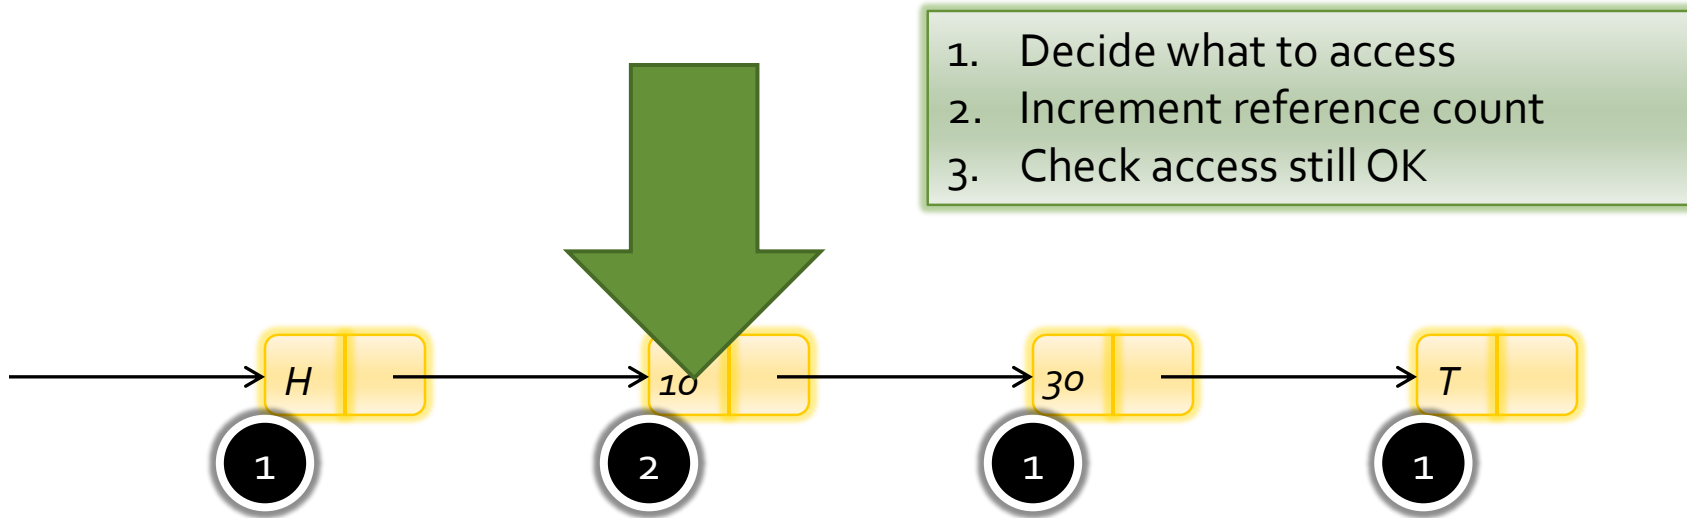 1. Decide what to access
2. Increment reference count
3. Check access still OK
H 10 30 T
1 2 1 1